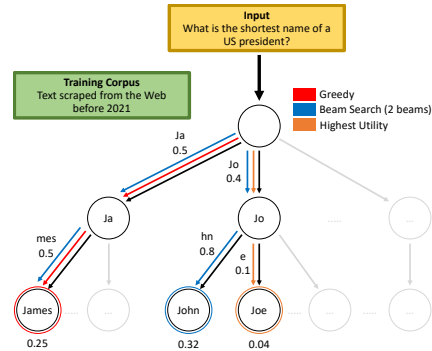 Input
What is the shortest name of a
US president?
Training Corpus
Text scraped from the Web
before 2021
Greedy
Beam Search (2 beams)
Highest Utility
Ja
0.5
Jo
0.4
Ja
Jo
.....
...
mes
0.5
hn
0.8
e
0.1
James
.....
...
John
Joe
.....
...
.....
...
0.25
0.32
0.04